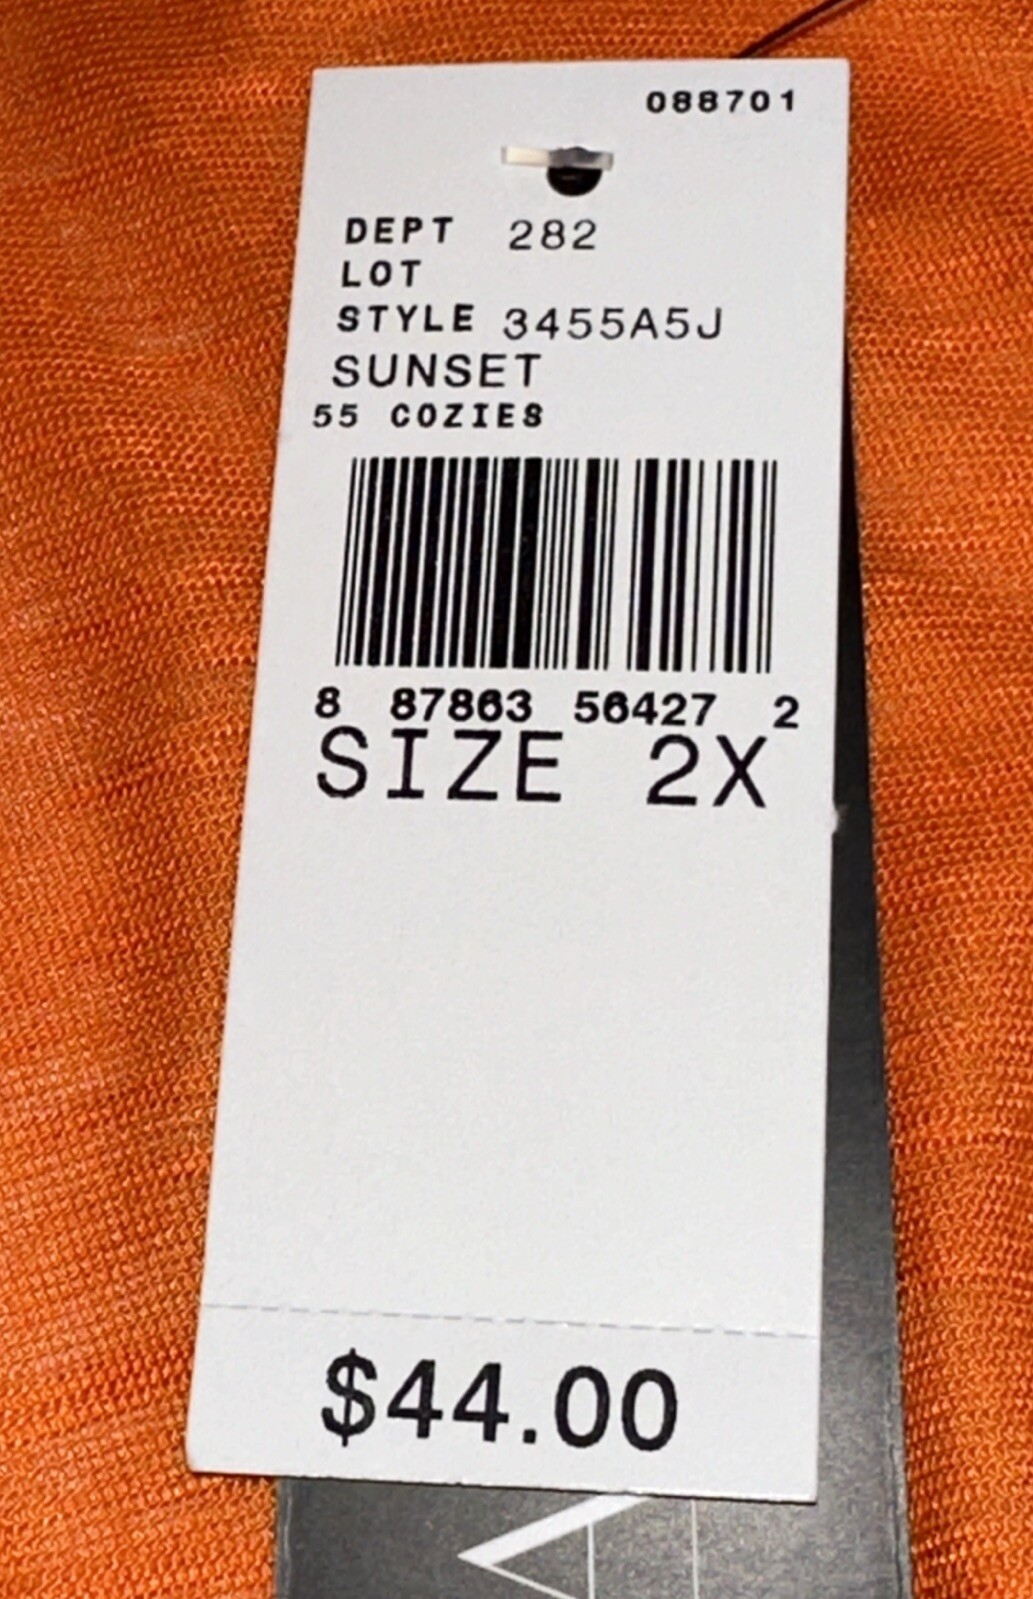 088701
DEPT 282
LOT
STYLE 3455A5J
SUNSET
55 COZIES
8 87863 56427 2
SIZE 2X
$44.00